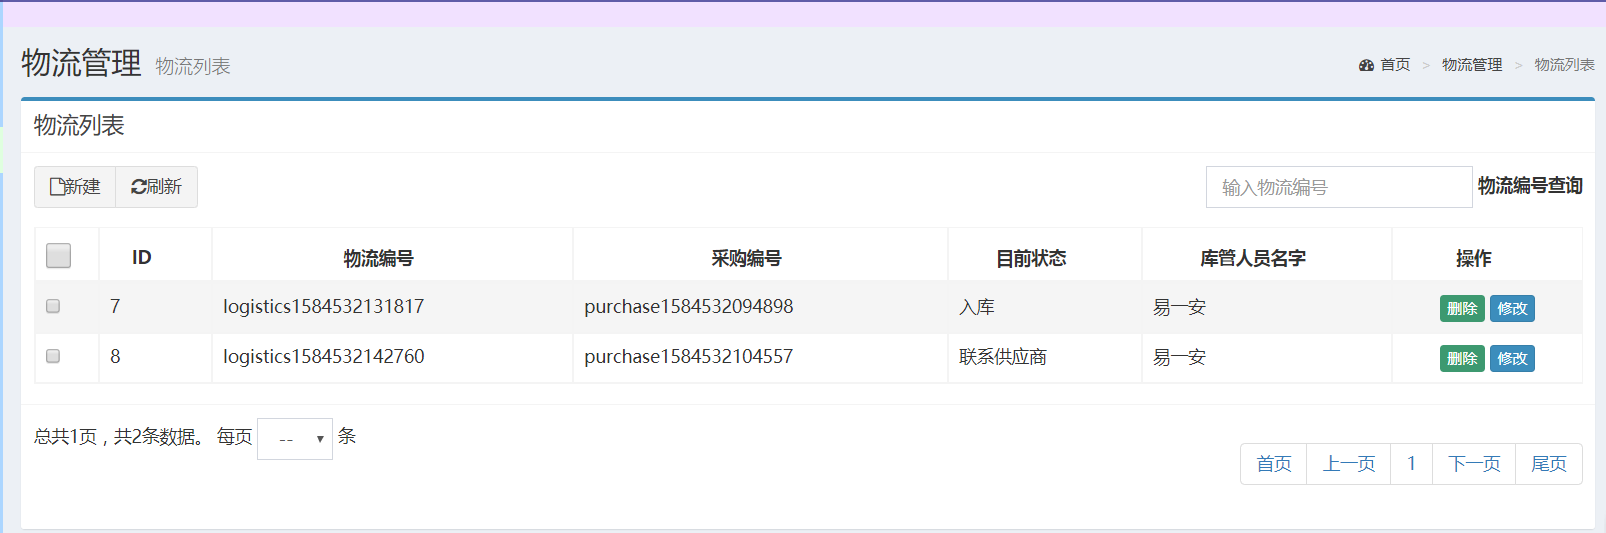 物流管理 物流列表
首页 > 物流管理 > 物流列表
物流列表
新建 刷新
输入物流编号 物流编号查询
ID 物流编号 采购编号 目前状态 库管人员名字 操作
7 logistics1584532131817 purchase1584532094898 入库 易一安 删除 修改
8 logistics1584532142760 purchase1584532104557 联系供应商 易一安 删除 修改
总共1页，共2条数据。 每页 -- 条
首页 上一页 1 下一页 尾页